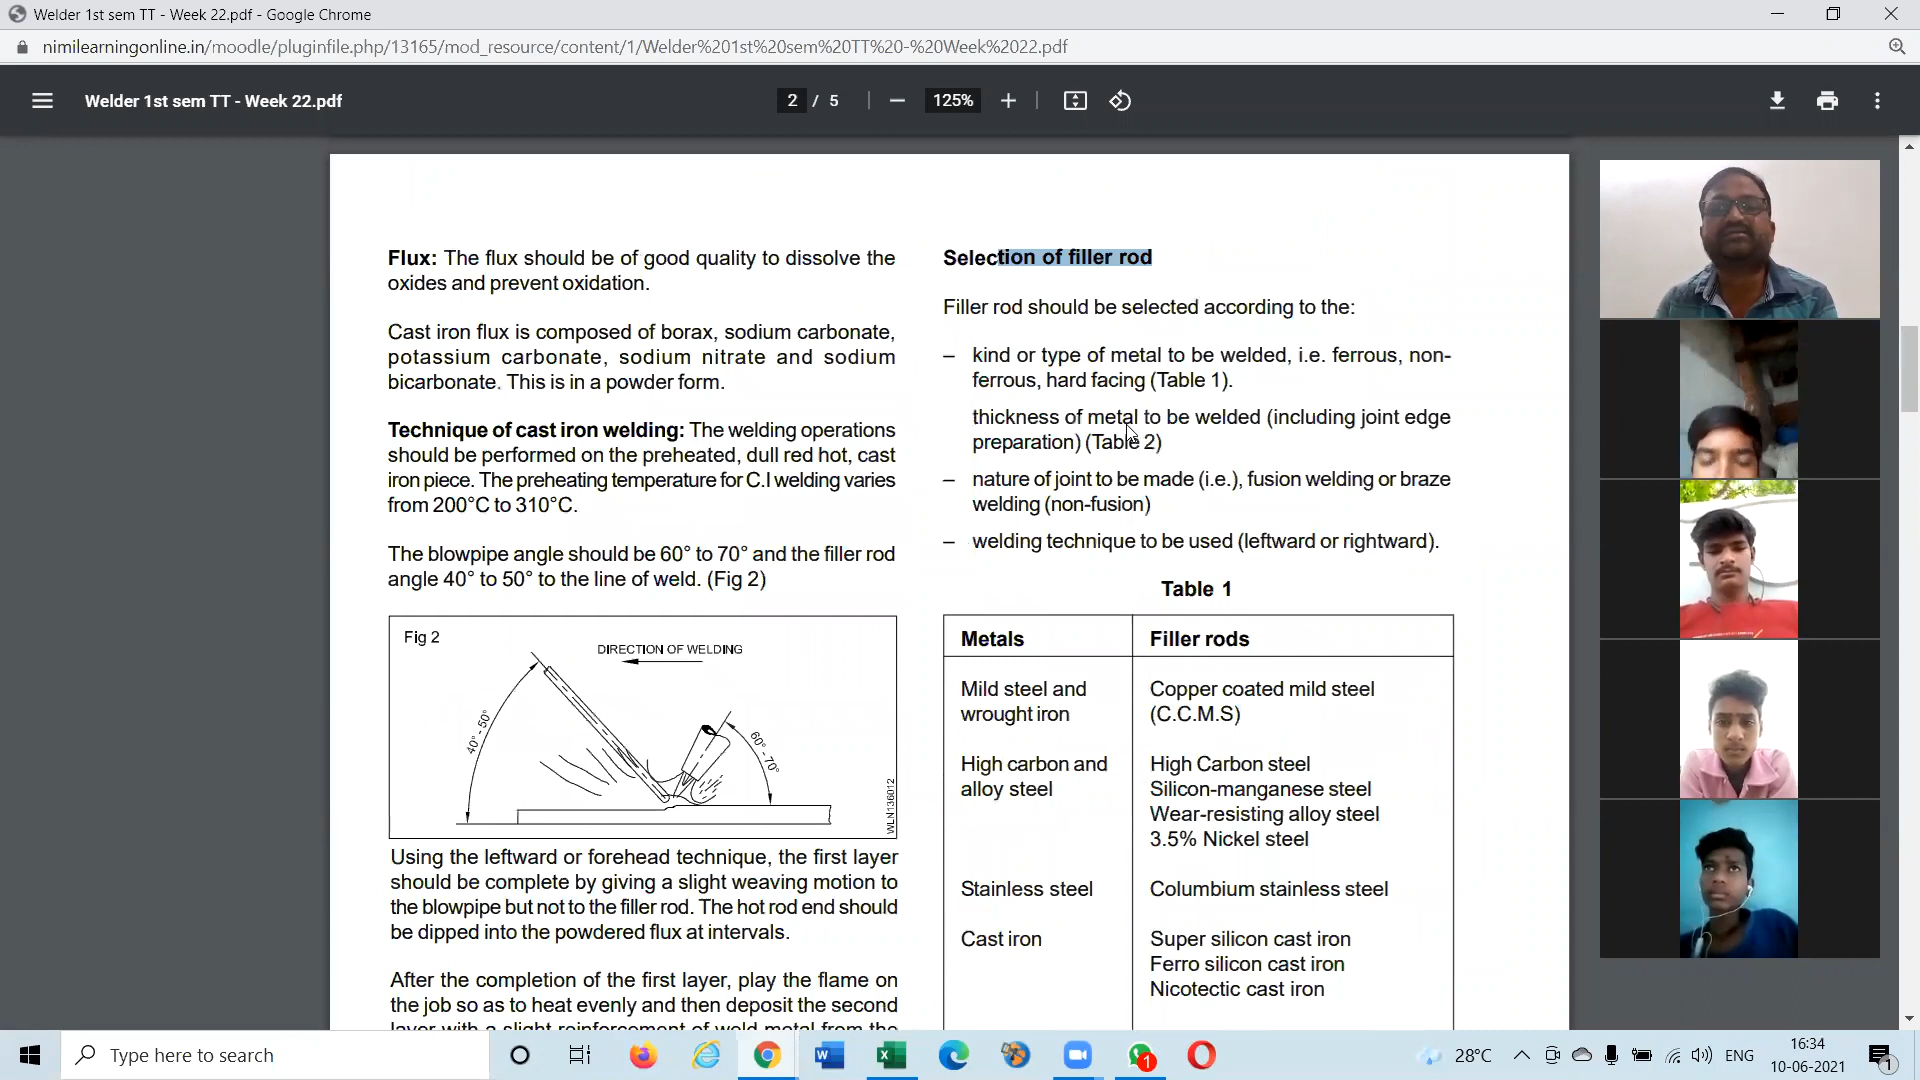 Welder 1st sem TT - Week 22.pdf - Google Chrome
nimilearningonline.in/moodle/pluginfile.php/13165/mod_resource/content/1/Welder%201st%20sem%20TT%20-%20Week%2022.pdf
Welder 1st sem TT - Week 22.pdf
2 / 5
125%
Flux: The flux should be of good quality to dissolve the
oxides and prevent oxidation.
Cast iron flux is composed of borax, sodium carbonate,
potassium carbonate, sodium nitrate and sodium
bicarbonate. This is in a powder form.
Technique of cast iron welding: The welding operations
should be performed on the preheated, dull red hot, cast
iron piece. The preheating temperature for C.I welding varies
from 200°C to 310°C.
The blowpipe angle should be 60° to 70° and the filler rod
angle 40° to 50° to the line of weld. (Fig 2)
Fig 2
DIRECTION OF WELDING
40° - 50°
60° - 70°
WLN136012
Using the leftward or forehead technique, the first layer
should be complete by giving a slight weaving motion to
the blowpipe but not to the filler rod. The hot rod end should
be dipped into the powdered flux at intervals.
After the completion of the first layer, play the flame on
the job so as to heat evenly and then deposit the second
layer with a slight reinforcement of weld metal from the
Selection of filler rod
Filler rod should be selected according to the:
– kind or type of metal to be welded, i.e. ferrous, non-
ferrous, hard facing (Table 1).
thickness of metal to be welded (including joint edge
preparation) (Table 2)
– nature of joint to be made (i.e.), fusion welding or braze
welding (non-fusion)
– welding technique to be used (leftward or rightward).
Table 1
Metals Filler rods
Mild steel and Copper coated mild steel
wrought iron (C.C.M.S)
High carbon and High Carbon steel
alloy steel Silicon-manganese steel
Wear-resisting alloy steel
3.5% Nickel steel
Stainless steel Columbium stainless steel
Cast iron Super silicon cast iron
Ferro silicon cast iron
Nicotectic cast iron
Type here to search
1
28°C
ENG
16:34
10-06-2021
1